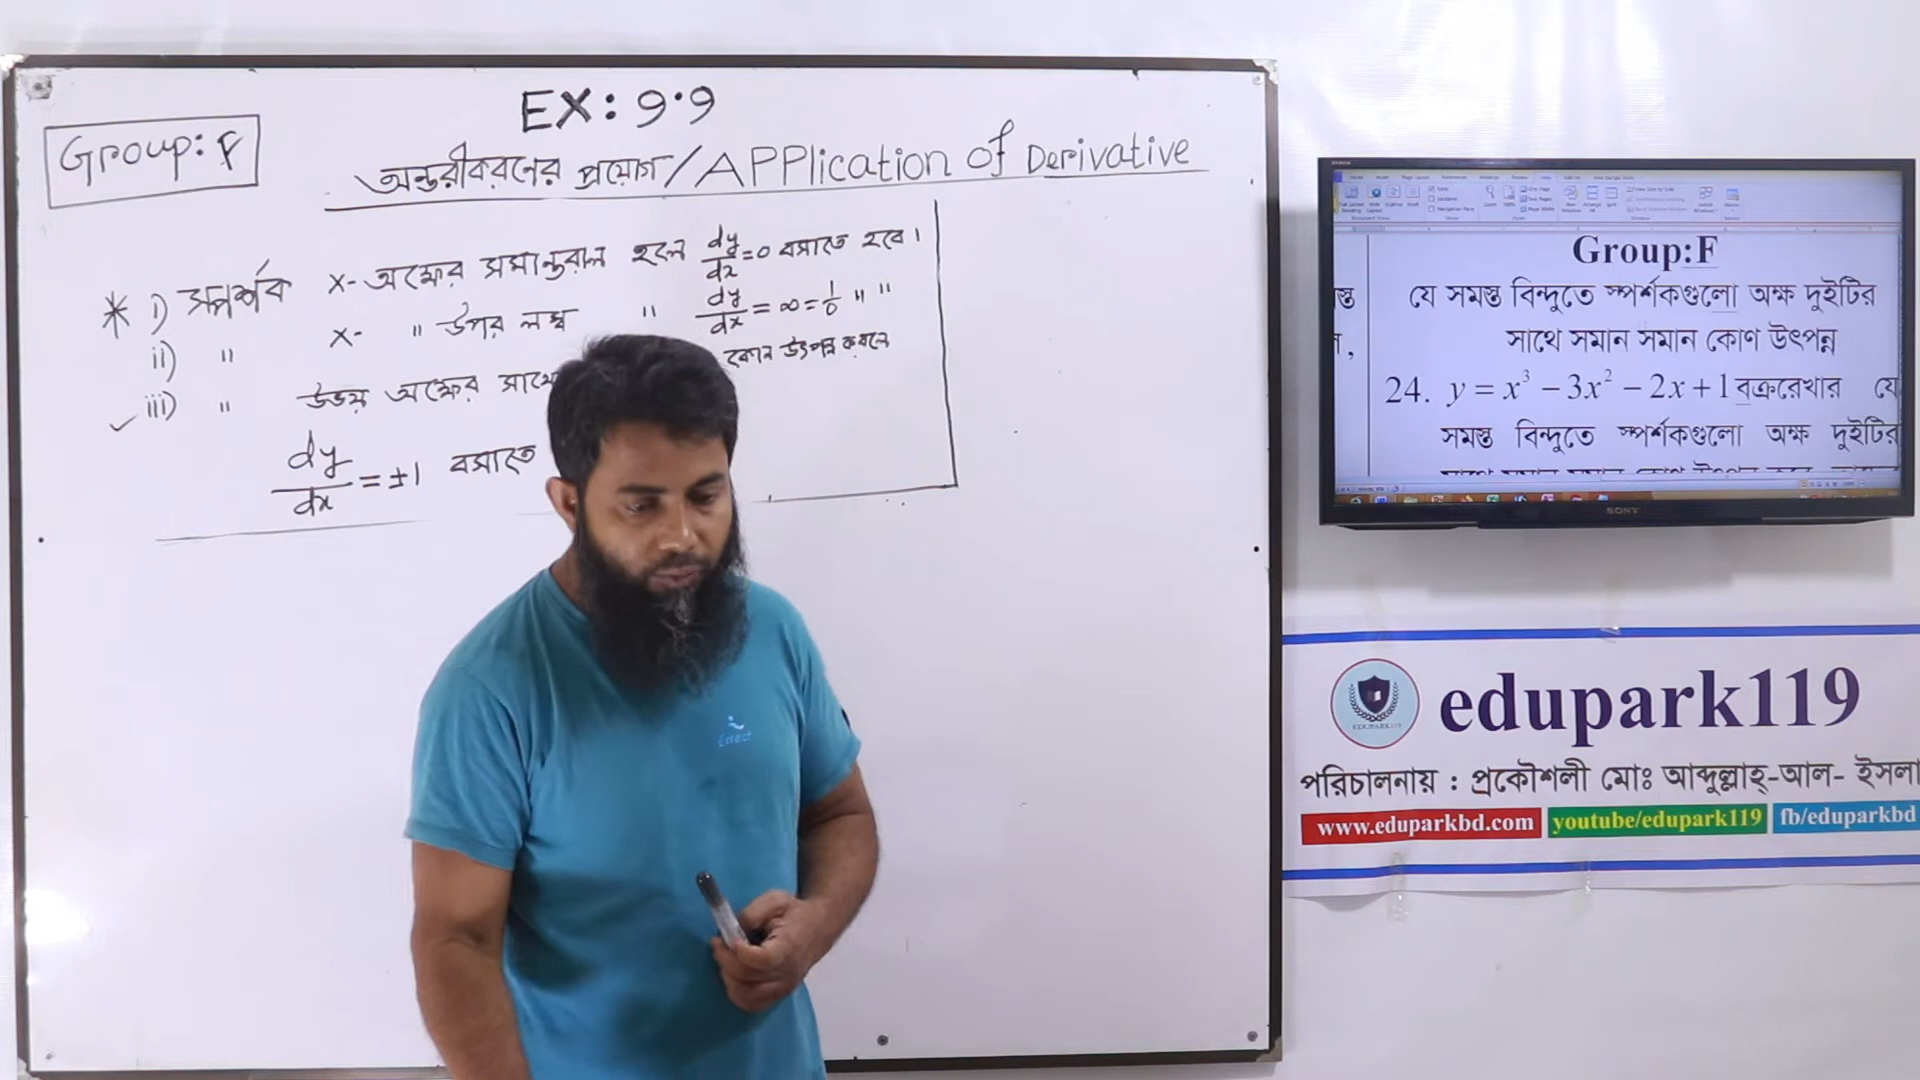 EX: 9.9
Group: F
অন্তরীকরনের প্রয়োগ/APPlication of Derivative
* i) স্পর্শক x-অক্ষের সমান্তরাল হলে dy/dx = 0 বসাতে হবে।
ii) " x- " উপর লম্ব " dy/dx = ∞ = 1/0 " "
iii) " উভয় অক্ষের সাথে কোন উৎপন্ন করলে
dy/dx = ±1 বসাতে
Group:F
যে সমস্ত বিন্দুতে স্পর্শকগুলো অক্ষ দুইটির
সাথে সমান সমান কোণ উৎপন্ন
24. y = x³ − 3x² − 2x + 1 বক্ররেখার যে
সমস্ত বিন্দুতে স্পর্শকগুলো অক্ষ দুইটির
SONY
edupark119
EDUPARK119
পরিচালনায় : প্রকৌশলী মোঃ আব্দুল্লাহ্-আল- ইসলা
www.eduparkbd.com youtube/edupark119 fb/eduparkbd